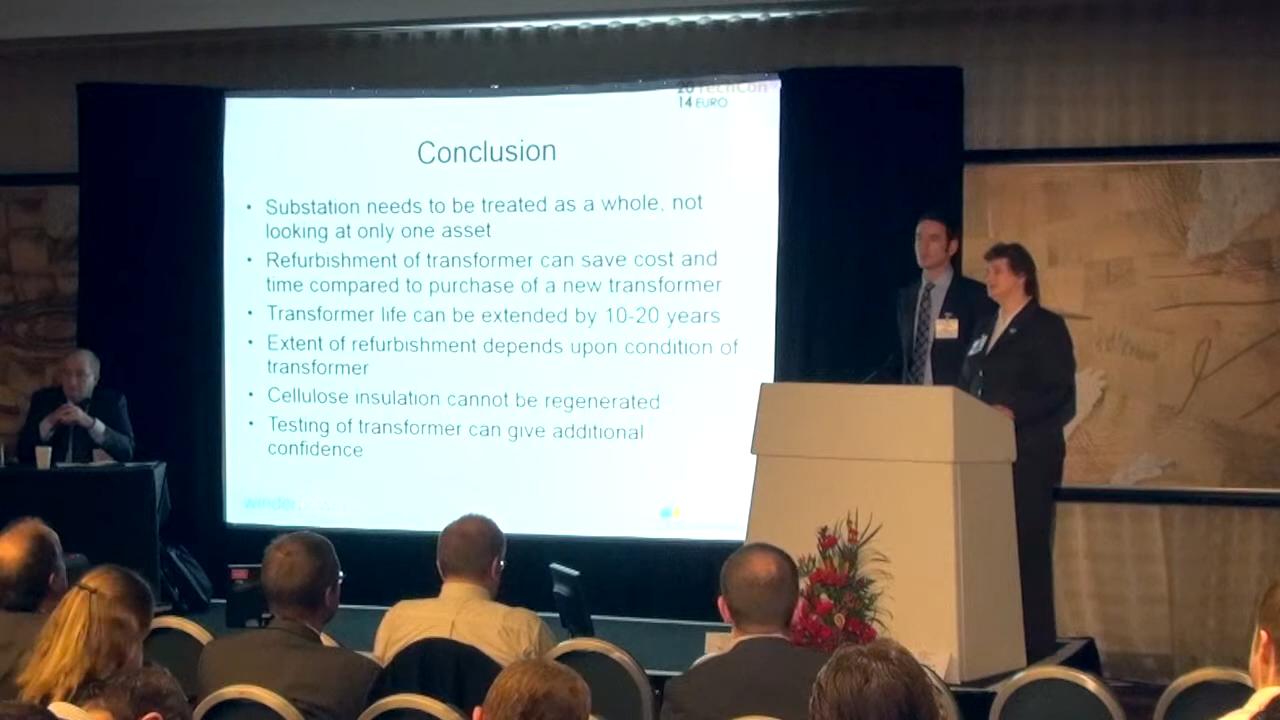 20 TechCon
14 EURO
Conclusion
• Substation needs to be treated as a whole, not
looking at only one asset
• Refurbishment of transformer can save cost and
time compared to purchase of a new transformer
• Transformer life can be extended by 10-20 years
• Extent of refurbishment depends upon condition of
transformer
• Cellulose insulation cannot be regenerated
• Testing of transformer can give additional
confidence